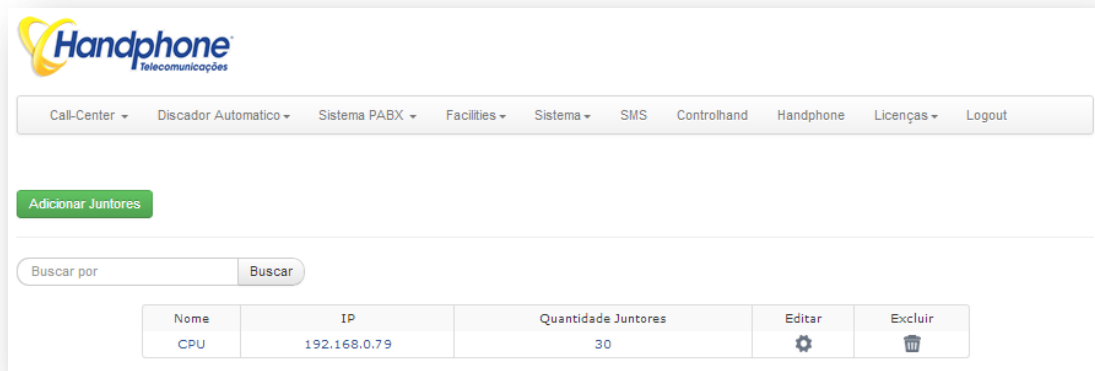 Handphone
Telecomunicações
Call-Center Discador Automatico Sistema PABX Facilities Sistema SMS Controlhand Handphone Licenças Logout
Adicionar Juntores
Buscar por Buscar
Nome IP Quantidade Juntores Editar Excluir
CPU 192.168.0.79 30